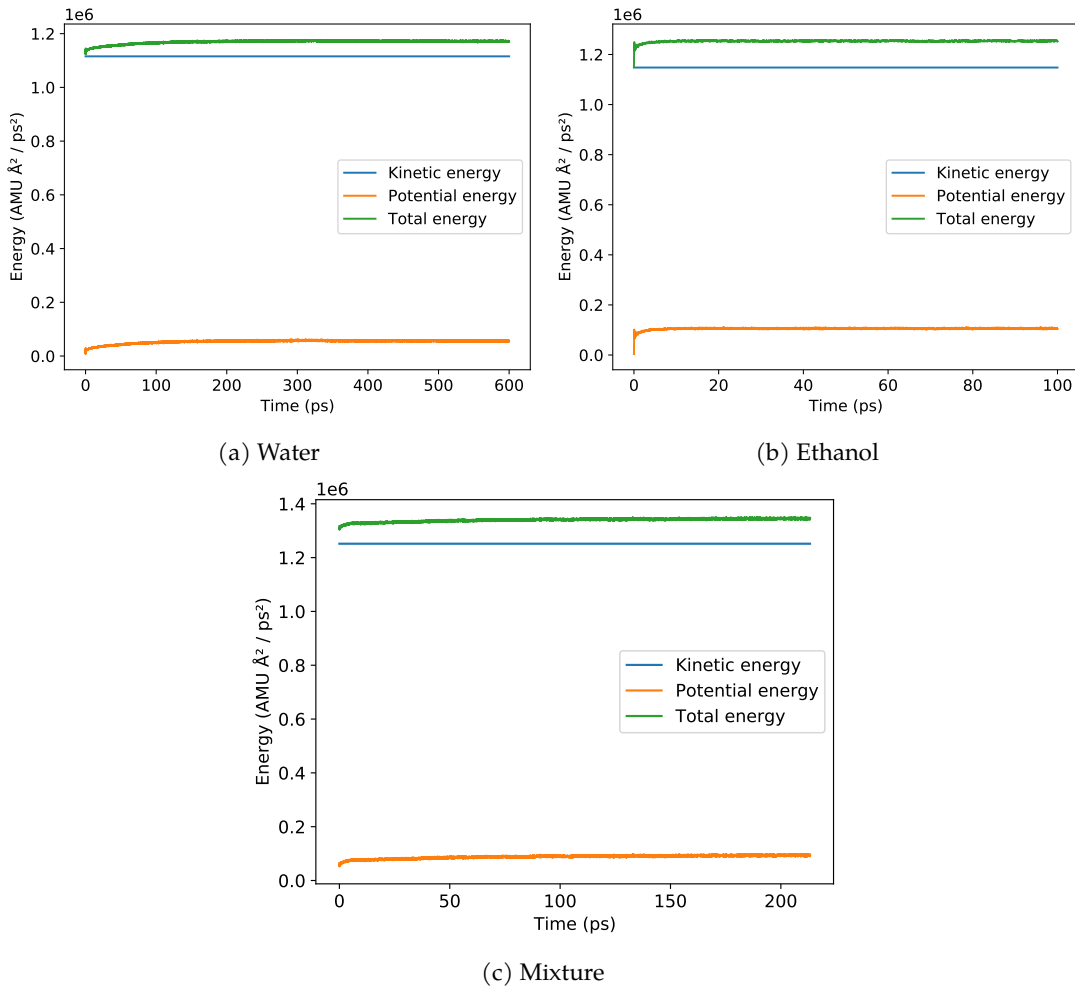 1e6
Energy (AMU Å² / ps²)
1.2
1.0
0.8
0.6
0.4
0.2
0.0
Kinetic energy
Potential energy
Total energy
0 100 200 300 400 500 600
Time (ps)
(a) Water
1e6
Energy (AMU Å² / ps²)
1.2
1.0
0.8
0.6
0.4
0.2
0.0
Kinetic energy
Potential energy
Total energy
0 20 40 60 80 100
Time (ps)
(b) Ethanol
1e6
Energy (AMU Å² / ps²)
1.4
1.2
1.0
0.8
0.6
0.4
0.2
0.0
Kinetic energy
Potential energy
Total energy
0 50 100 150 200
Time (ps)
(c) Mixture